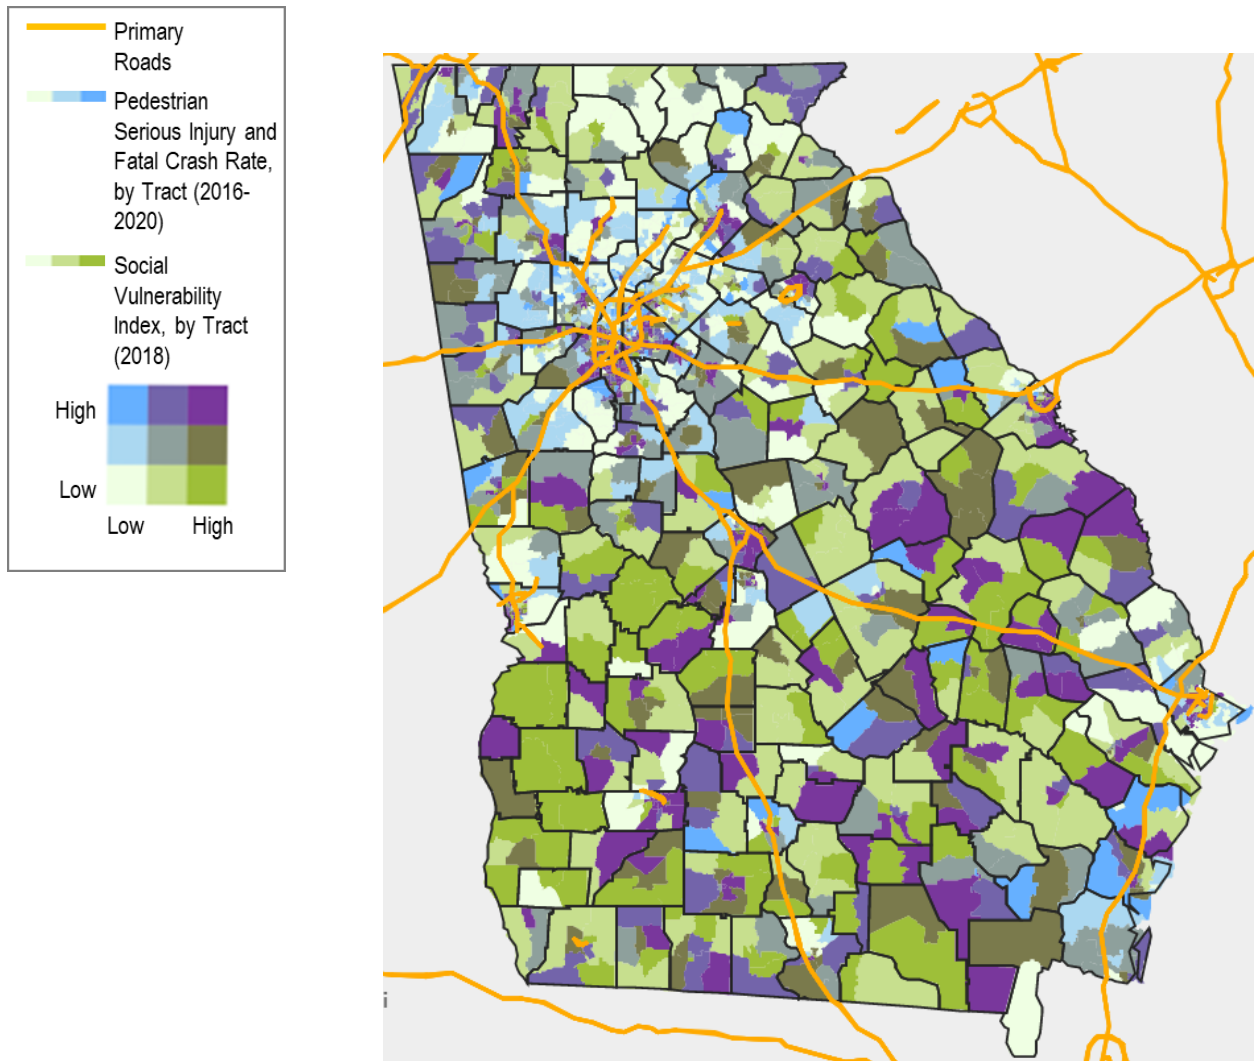 Primary
Roads
Pedestrian
Serious Injury and
Fatal Crash Rate,
by Tract (2016-
2020)
Social
Vulnerability
Index, by Tract
(2018)
High
Low
Low
High
i